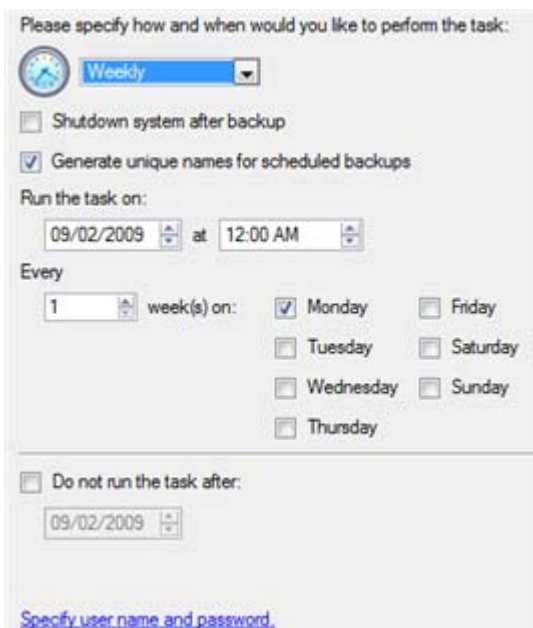 Please specify how and when would you like to perform the task:
Weekly
Shutdown system after backup
Generate unique names for scheduled backups
Run the task on:
09/02/2009 at 12:00 AM
Every
1 week(s) on: Monday Friday
Tuesday Saturday
Wednesday Sunday
Thursday
Do not run the task after:
09/02/2009
Specify user name and password.